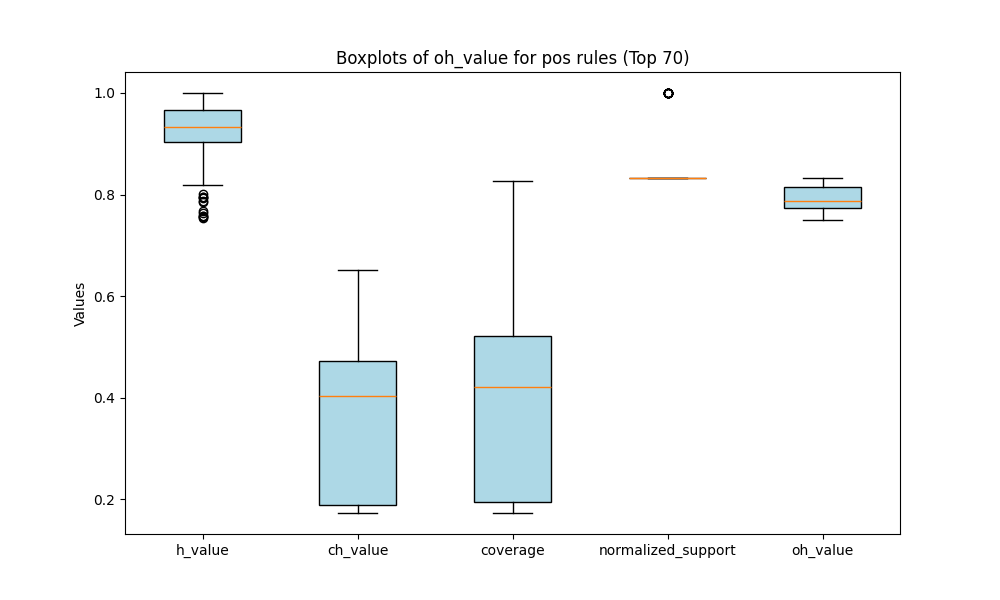 Boxplots of oh_value for pos rules (Top 70)
Values
1.0
0.8
0.6
0.4
0.2
h_value
ch_value
coverage
normalized_support
oh_value